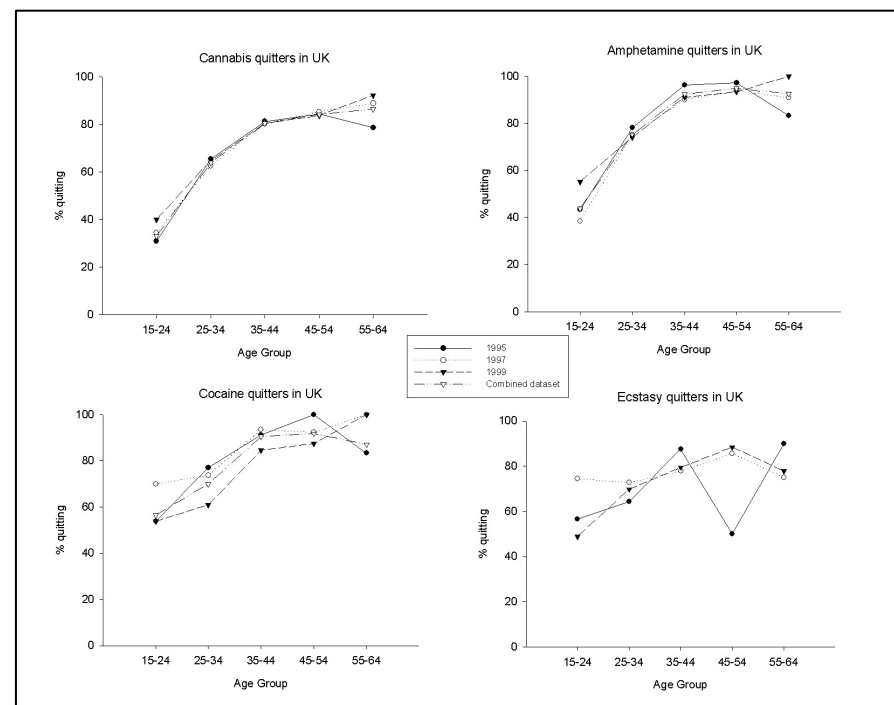 Cannabis quitters in UK
100
80
60
40
20
0
% quitting
15-24 25-34 35-44 45-54 55-64
Age Group
Amphetamine quitters in UK
100
80
60
40
20
0
% quitting
15-24 25-34 35-44 45-54 55-64
Age Group
1995
1997
1999
Combined dataset
Cocaine quitters in UK
100
80
60
40
20
0
% quitting
15-24 25-34 35-44 45-54 55-64
Age Group
Ecstasy quitters in UK
100
80
60
40
20
0
% quitting
15-24 25-34 35-44 45-54 55-64
Age Group